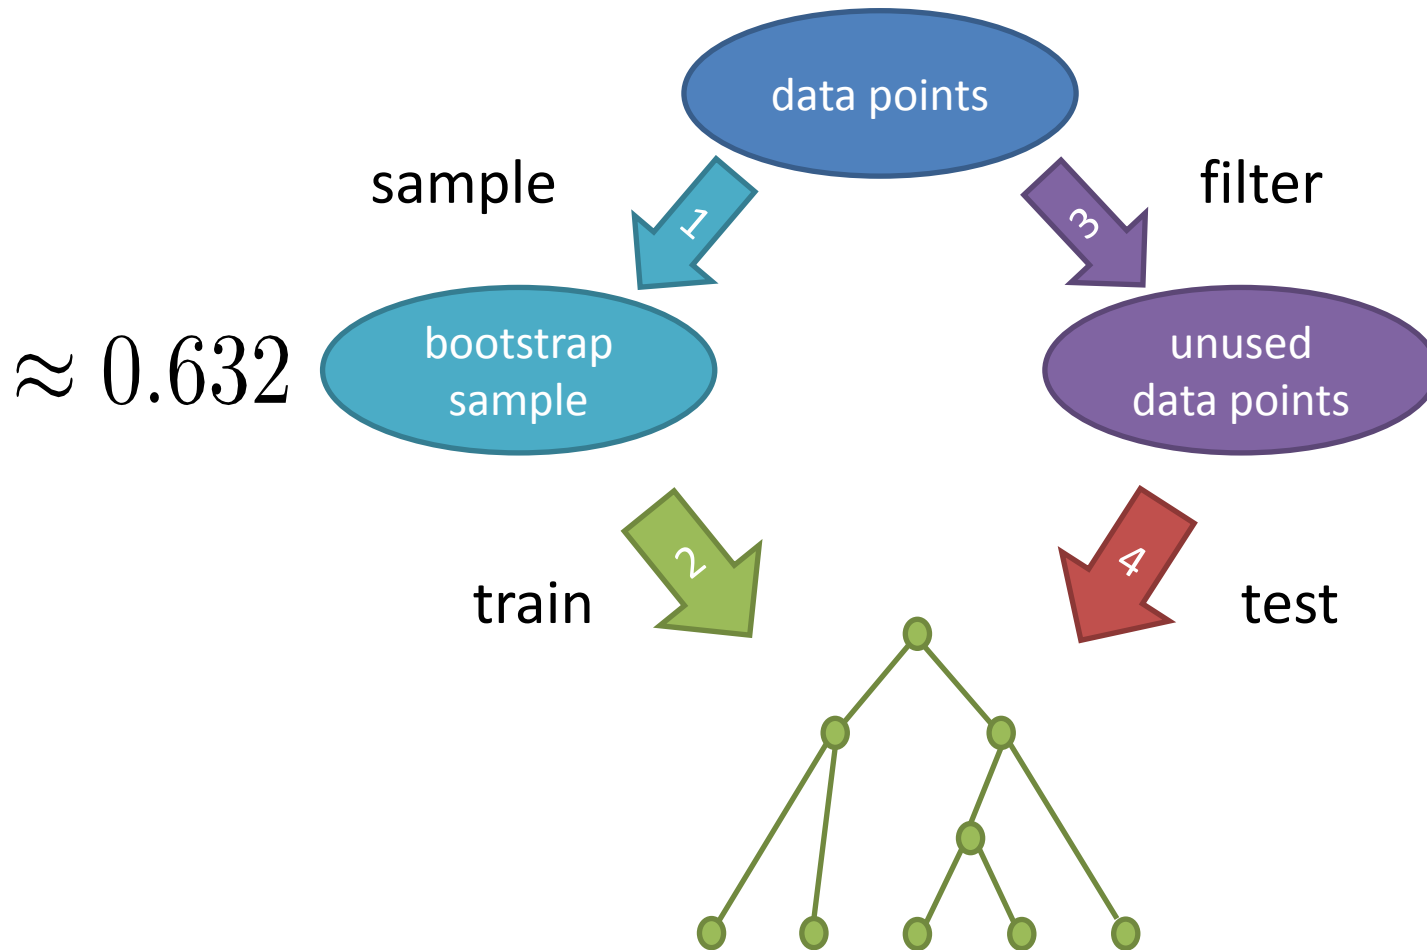 data points
sample
filter
1
3
≈ 0.632
bootstrap
sample
unused
data points
2
4
train
test